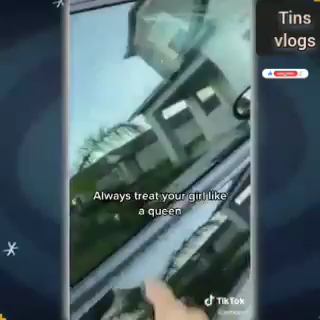 Tins
vlogs
Always treat your girl like
a queen
TikTok